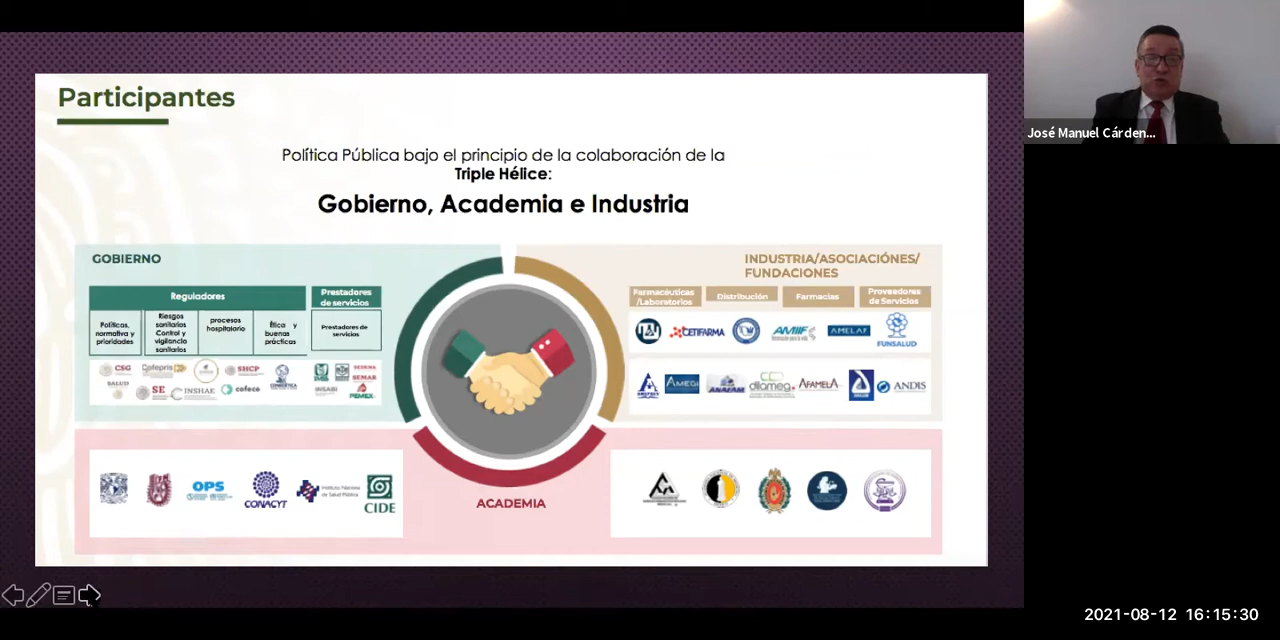 Participantes
Política Pública bajo el principio de la colaboración de la
Triple Hélice:
Gobierno, Academia e Industria
GOBIERNO
Reguladores
Prestadores
de servicios
Políticas,
normativa y
prioridades
Riesgos
sanitarios
Control y
vigilancia
sanitarios
procesos
hospitalario
Ética y
buenas
prácticas
Prestadores de
servicios
CSG
Cofepris
SHCP
SALUD
SE
INSHAE
cofece
SEDENA
SEMAR
INSABI
PEMEX
INDUSTRIA/ASOCIACIÓNES/
FUNDACIONES
Farmacéuticas
/Laboratorios
Distribución
Farmacias
Proveedores
de Servicios
CETIFARMA
AMIIF
AMELAF
FUNSALUD
AMEGI
ANAFAM
dilameg
AFAMELA
ANDIS
ACADEMIA
OPS
CONACYT
Instituto Nacional
de Salud Pública
CIDE
José Manuel Cárden...
2021-08-12 16:15:30